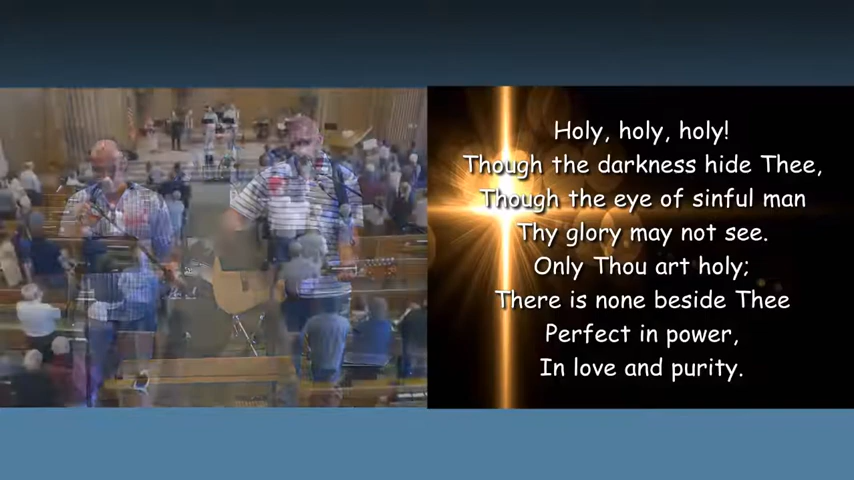 Holy, holy, holy!
Though the darkness hide Thee,
Though the eye of sinful man
Thy glory may not see.
Only Thou art holy;
There is none beside Thee
Perfect in power,
In love and purity.